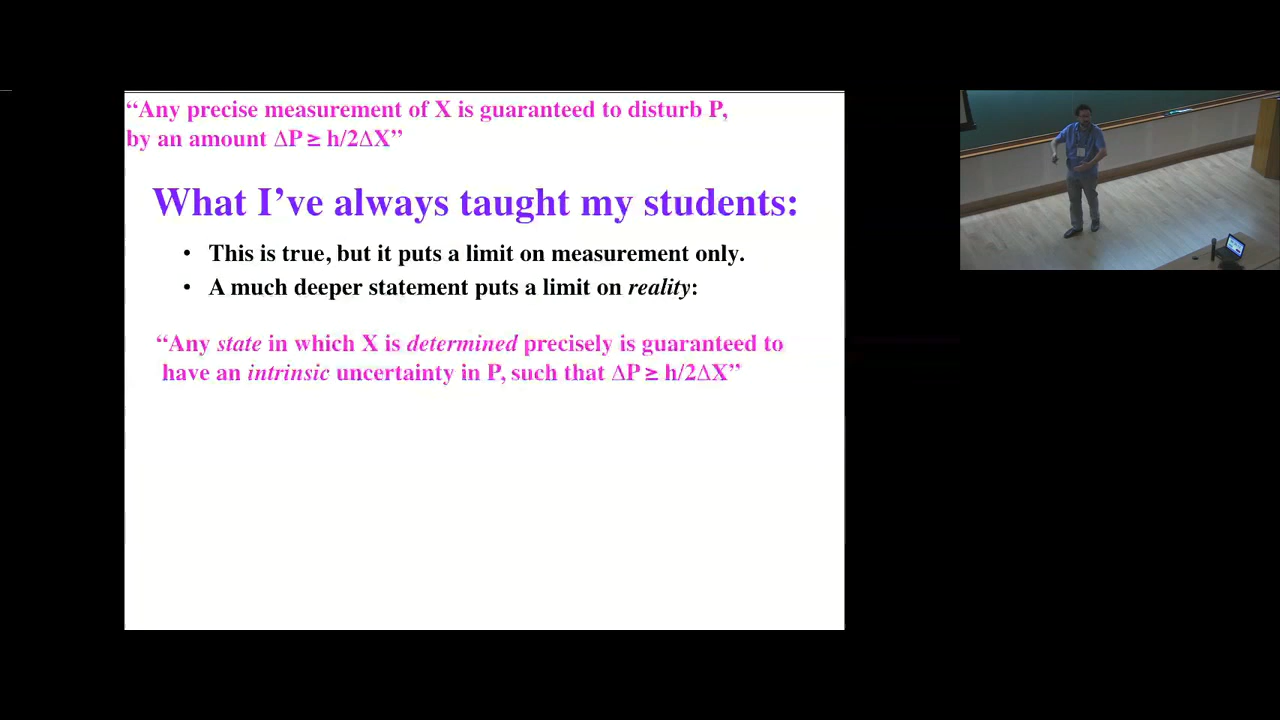 “Any precise measurement of X is guaranteed to disturb P,
by an amount ΔP ≥ h/2ΔX”
What I’ve always taught my students:
• This is true, but it puts a limit on measurement only.
• A much deeper statement puts a limit on reality:
“Any state in which X is determined precisely is guaranteed to
have an intrinsic uncertainty in P, such that ΔP ≥ h/2ΔX”